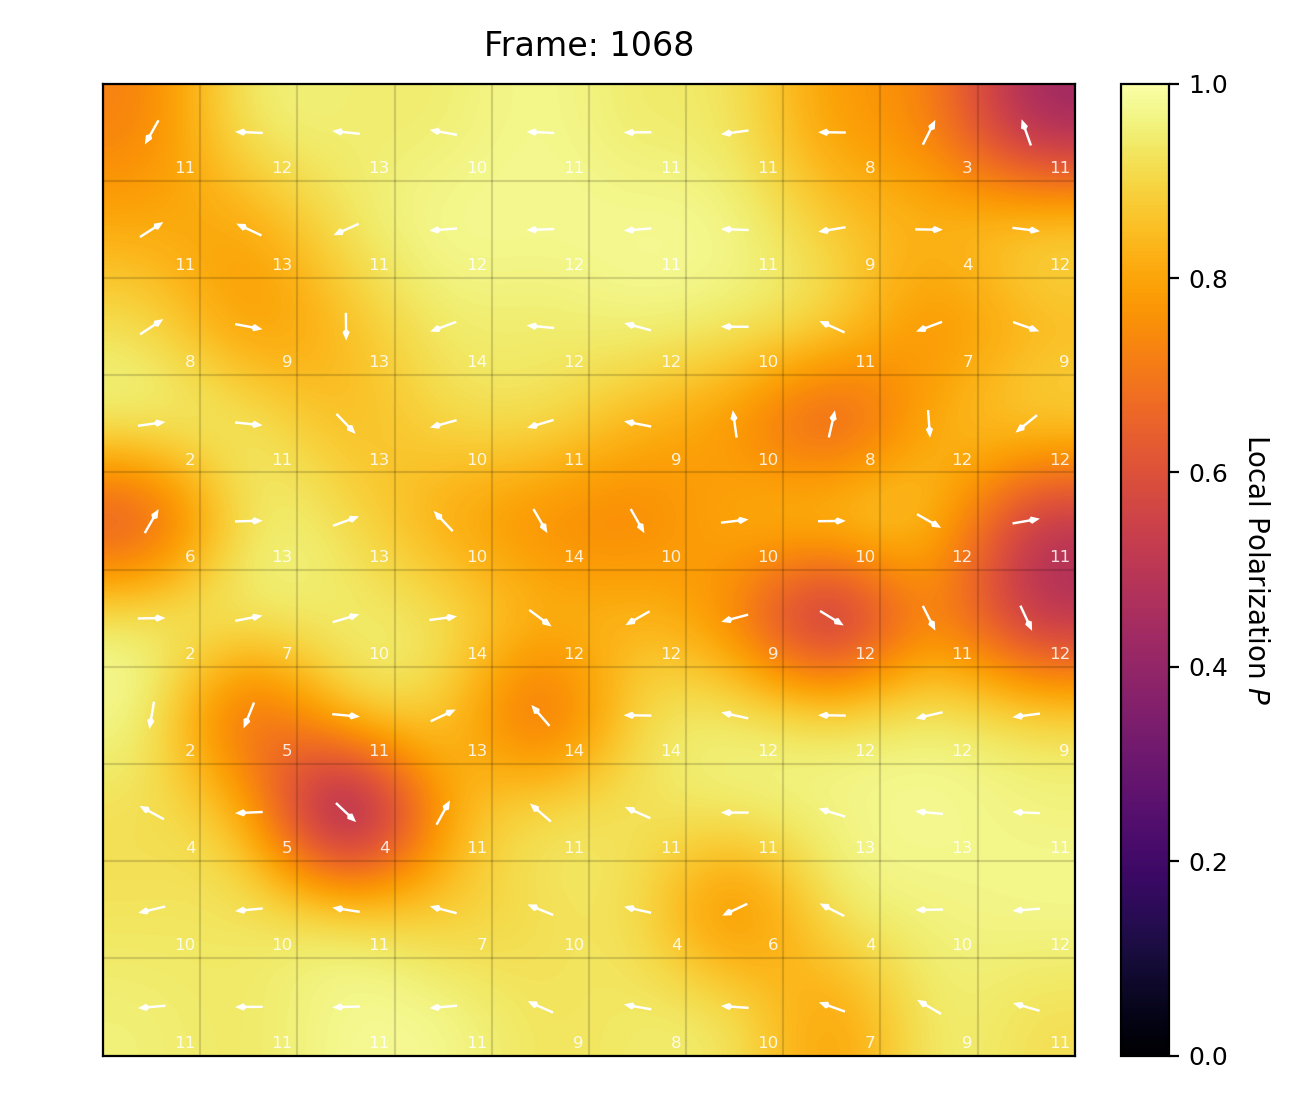 Frame: 1068
11 12 13 10 11 11 11 8 3 11
11 13 11 12 12 11 11 9 4 12
8 9 13 14 12 12 10 11 7 9
2 11 13 10 11 9 10 8 12 12
6 13 13 10 14 10 10 10 12 11
2 7 10 14 12 12 9 12 11 12
2 5 11 13 14 14 12 12 12 9
4 5 4 11 11 11 11 13 13 11
10 10 11 7 10 4 6 4 10 12
11 11 11 11 9 8 10 7 9 11
1.0
0.8
0.6
0.4
0.2
0.0
Local Polarization P